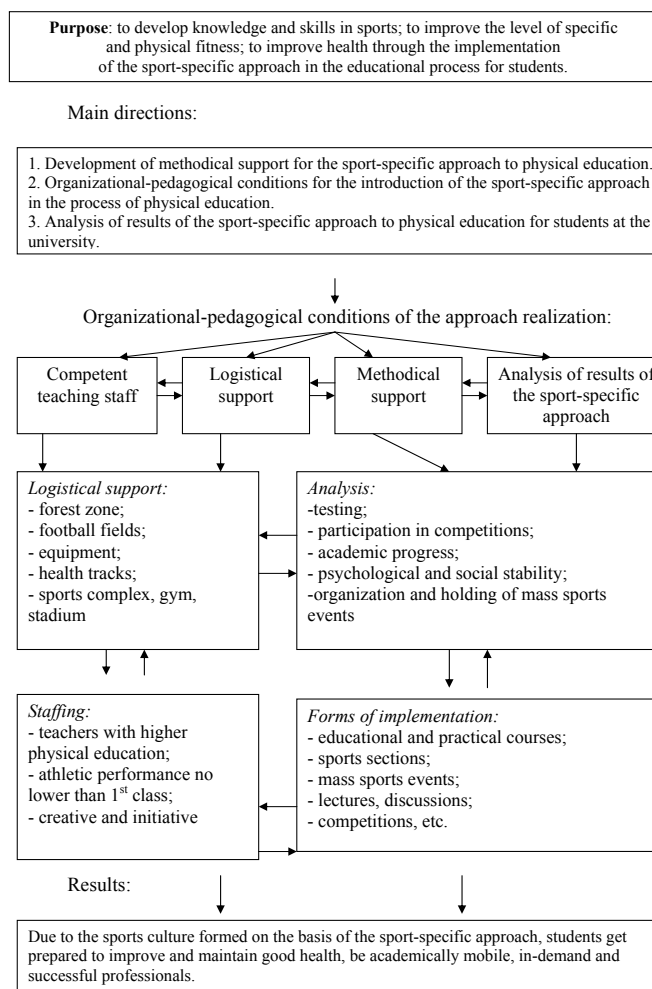 Purpose: to develop knowledge and skills in sports; to improve the level of specific
and physical fitness; to improve health through the implementation
of the sport-specific approach in the educational process for students.
Main directions:
1. Development of methodical support for the sport-specific approach to physical education.
2. Organizational-pedagogical conditions for the introduction of the sport-specific approach
in the process of physical education.
3. Analysis of results of the sport-specific approach to physical education for students at the
university.
Organizational-pedagogical conditions of the approach realization:
Competent
teaching staff
Logistical
support
Methodical
support
Analysis of results of
the sport-specific
approach
Logistical support:
- forest zone;
- football fields;
- equipment;
- health tracks;
- sports complex, gym,
stadium
Analysis:
-testing;
- participation in competitions;
- academic progress;
- psychological and social stability;
-organization and holding of mass sports
events
Staffing:
- teachers with higher
physical education;
- athletic performance no
lower than 1st class;
- creative and initiative
Forms of implementation:
- educational and practical courses;
- sports sections;
- mass sports events;
- lectures, discussions;
- competitions, etc.
Results:
Due to the sports culture formed on the basis of the sport-specific approach, students get
prepared to improve and maintain good health, be academically mobile, in-demand and
successful professionals.